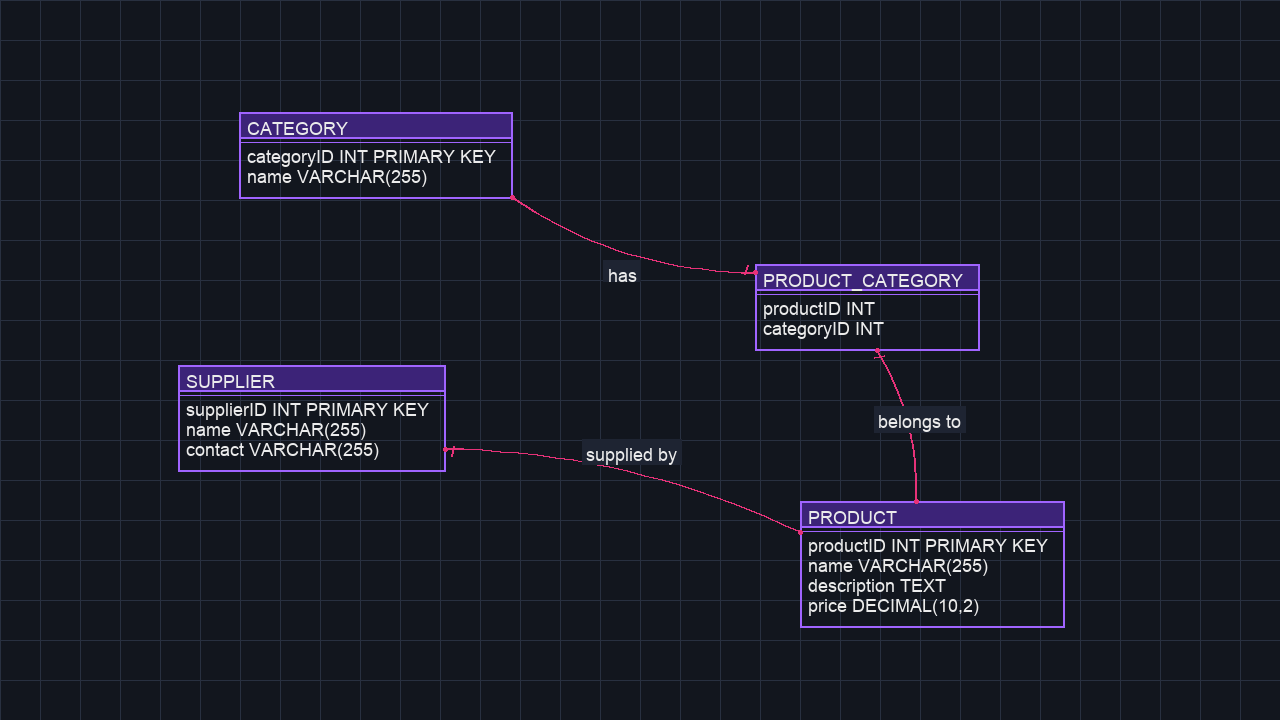 CATEGORY
categoryID INT PRIMARY KEY
name VARCHAR(255)
has
PRODUCT_CATEGORY
productID INT
categoryID INT
SUPPLIER
supplierID INT PRIMARY KEY
name VARCHAR(255)
contact VARCHAR(255)
belongs to
supplied by
PRODUCT
productID INT PRIMARY KEY
name VARCHAR(255)
description TEXT
price DECIMAL(10,2)